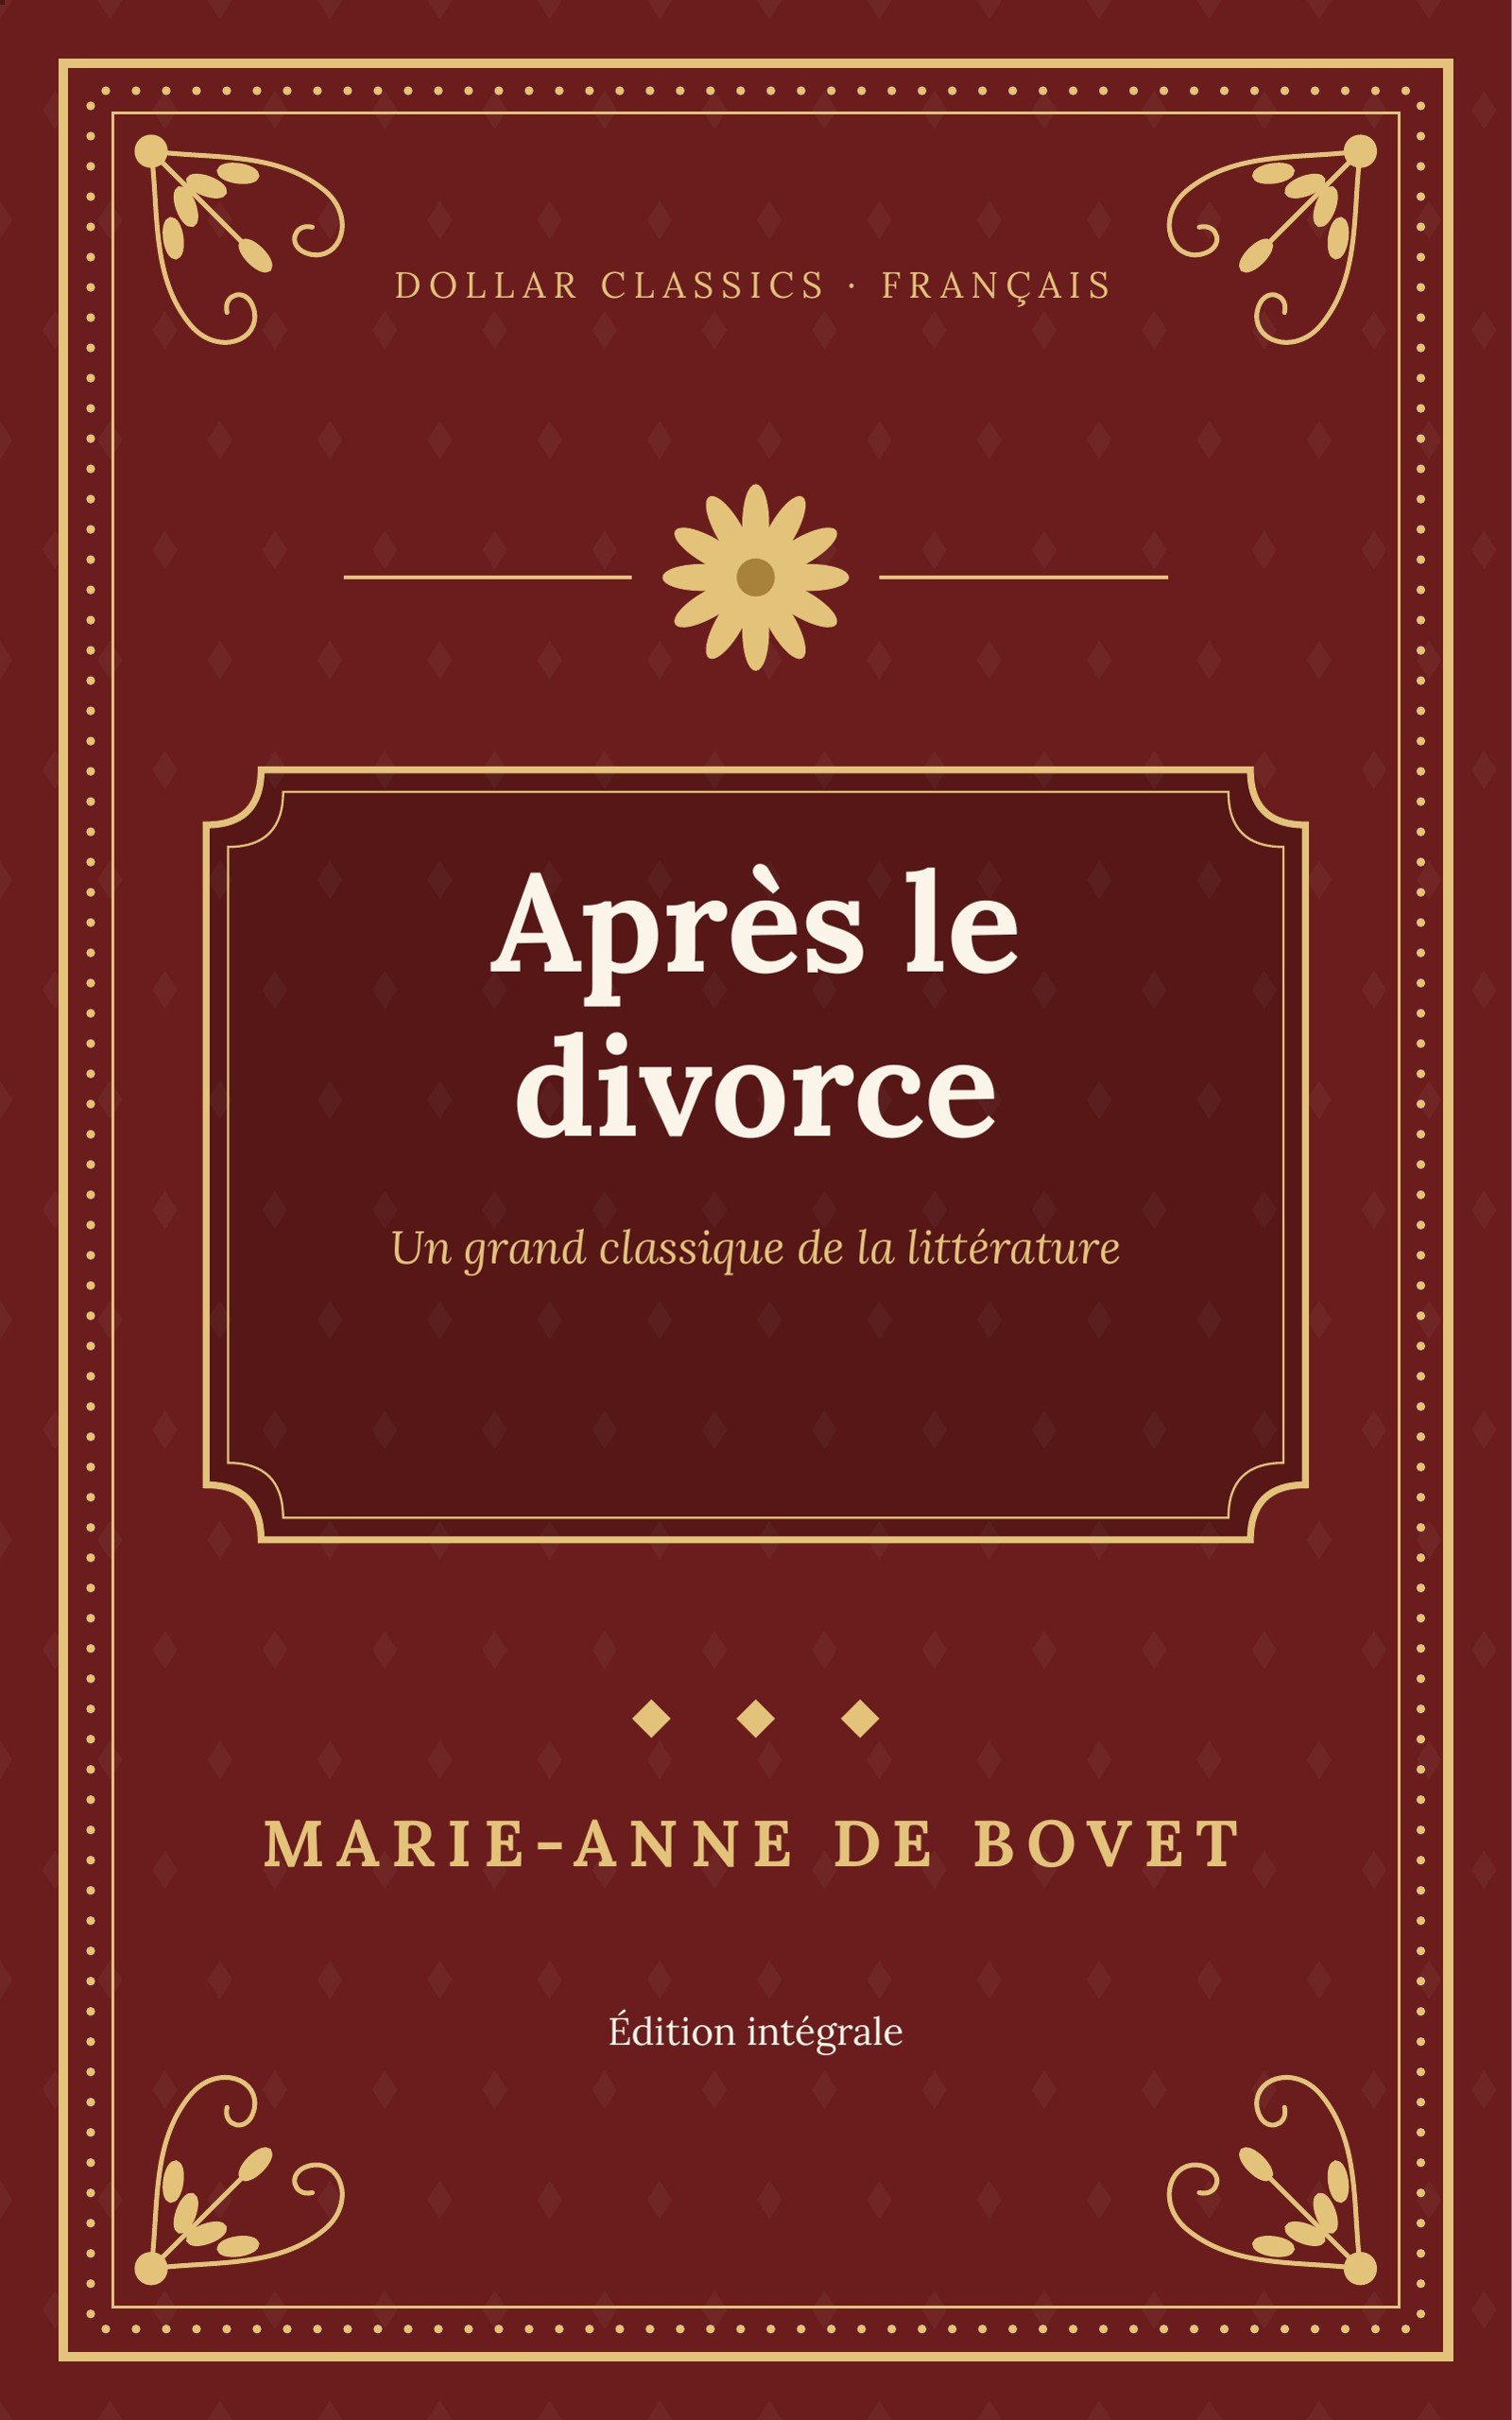 DOLLAR CLASSICS · FRANÇAIS
Après le
divorce
Un grand classique de la littérature
MARIE-ANNE DE BOVET
Édition intégrale